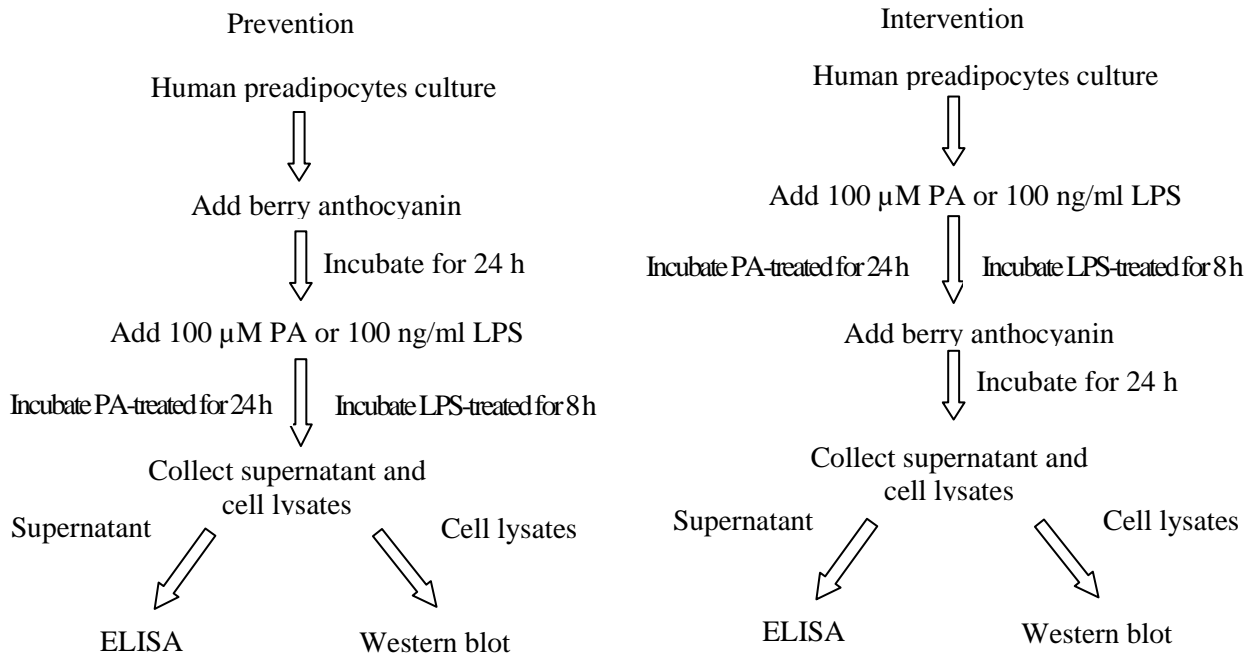 Prevention
Human preadipocytes culture
Add berry anthocyanin
Incubate for 24 h
Add 100 µM PA or 100 ng/ml LPS
Incubate PA-treated for 24 h
Incubate LPS-treated for 8 h
Collect supernatant and
cell lysates
Supernatant
Cell lysates
ELISA
Western blot
Intervention
Human preadipocytes culture
Add 100 µM PA or 100 ng/ml LPS
Incubate PA-treated for 24 h
Incubate LPS-treated for 8 h
Add berry anthocyanin
Incubate for 24 h
Collect supernatant and
cell lysates
Supernatant
Cell lysates
ELISA
Western blot